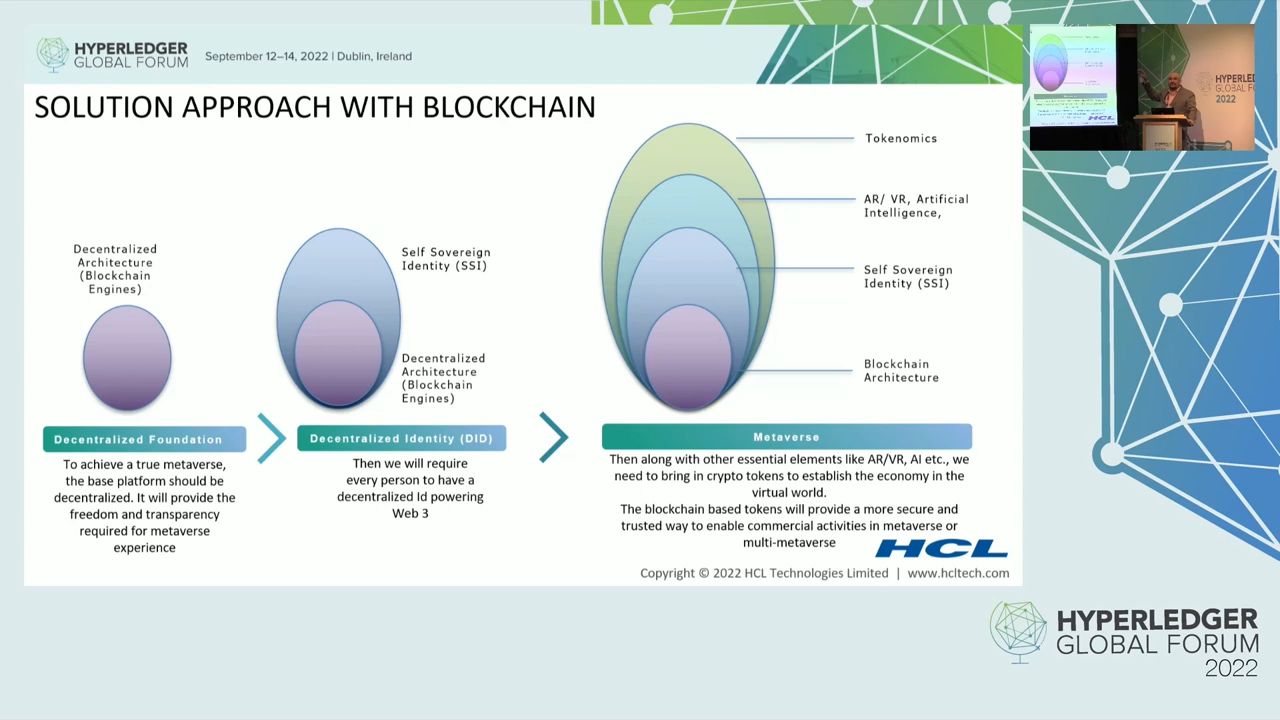 HYPERLEDGER
GLOBAL FORUM
September 12–14, 2022 | Dublin, Ireland
SOLUTION APPROACH WITH BLOCKCHAIN
Decentralized
Architecture
(Blockchain
Engines)
Self Sovereign
Identity (SSI)
Decentralized
Architecture
(Blockchain
Engines)
Tokenomics
AR/ VR, Artificial
Intelligence,
Self Sovereign
Identity (SSI)
Blockchain
Architecture
Decentralized Foundation
To achieve a true metaverse,
the base platform should be
decentralized. It will provide the
freedom and transparency
required for metaverse
experience
Decentralized Identity (DID)
Then we will require
every person to have a
decentralized Id powering
Web 3
Metaverse
Then along with other essential elements like AR/VR, AI etc., we
need to bring in crypto tokens to establish the economy in the
virtual world.
The blockchain based tokens will provide a more secure and
trusted way to enable commercial activities in metaverse or
multi-metaverse
HCL
Copyright © 2022 HCL Technologies Limited | www.hcltech.com
HYPERLEDGER
GLOBAL FO
2022
HCL
HYPERLEDGER
GLOBAL FORUM
2022